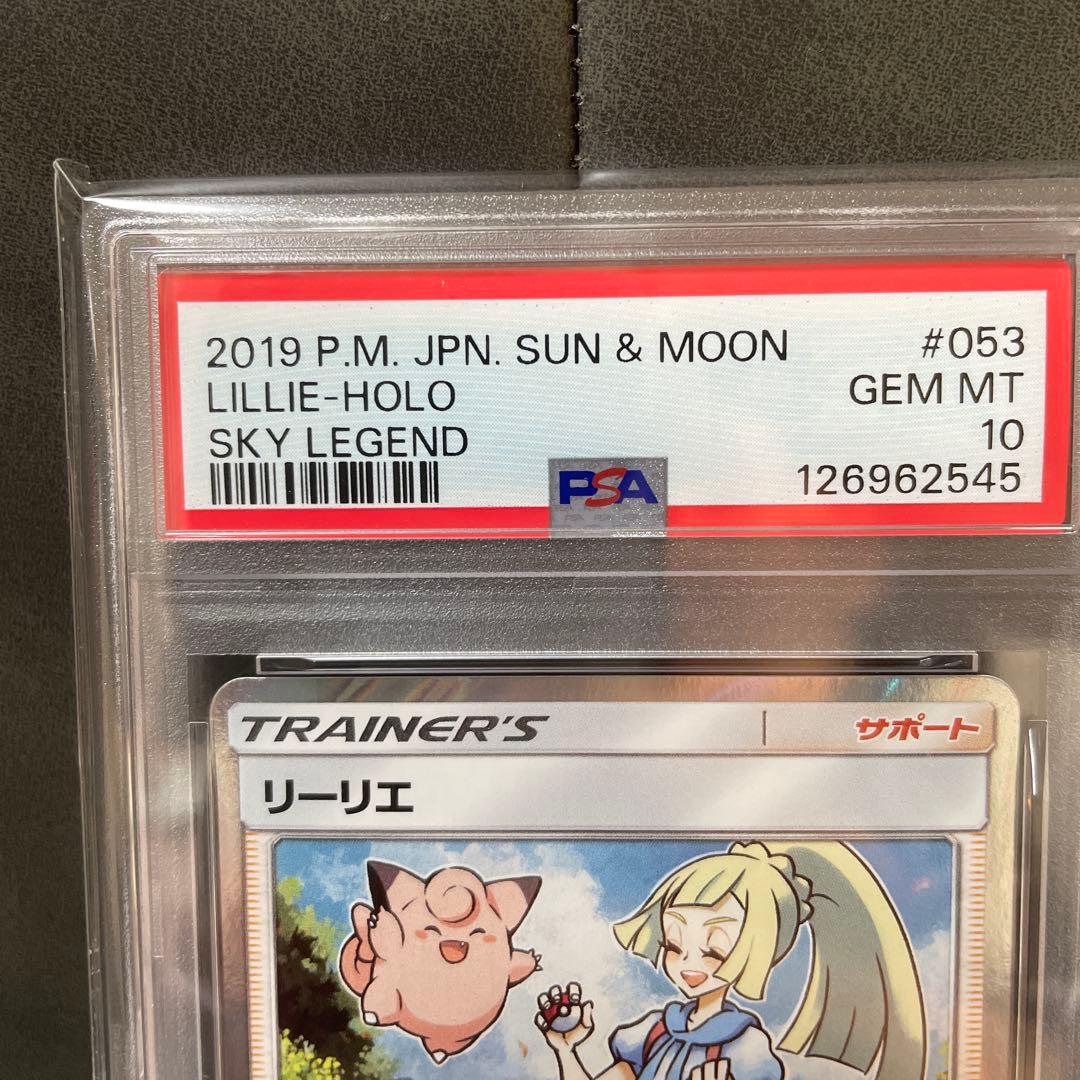 2019 P.M. JPN. SUN & MOON #053
LILLIE-HOLO GEM MT
SKY LEGEND 10
PSA 126962545
TRAINER'S サポート
リーリエ